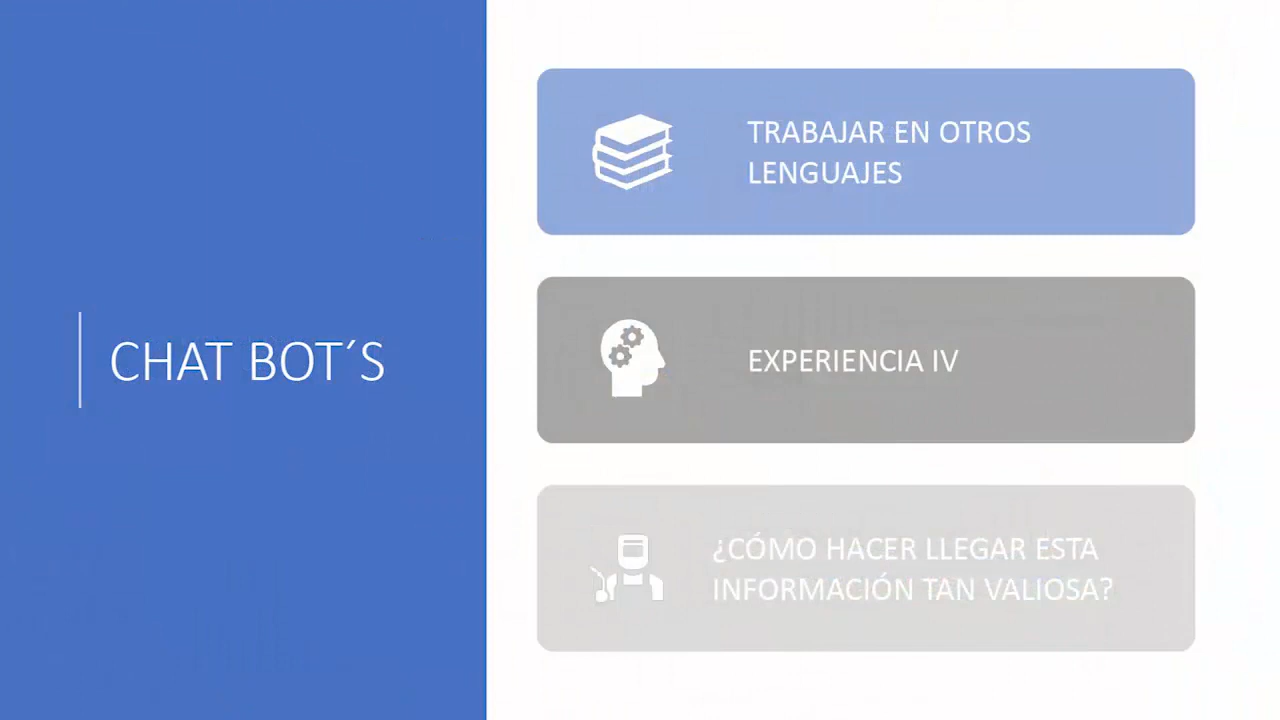 CHAT BOT´S
TRABAJAR EN OTROS
LENGUAJES
EXPERIENCIA IV
¿CÓMO HACER LLEGAR ESTA
INFORMACIÓN TAN VALIOSA?